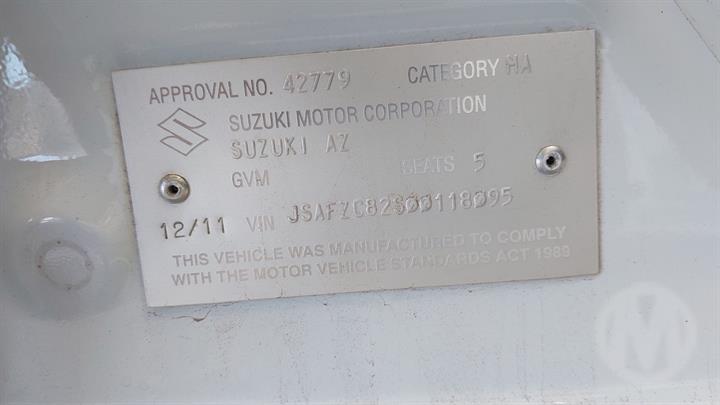 APPROVAL NO. 42779 CATEGORY MA
SUZUKI MOTOR CORPORATION
SUZUKI AZ
GVM SEATS 5
12/11 VIN JSAFZC82S00118095
THIS VEHICLE WAS MANUFACTURED TO COMPLY
WITH THE MOTOR VEHICLE STANDARDS ACT 1989
M